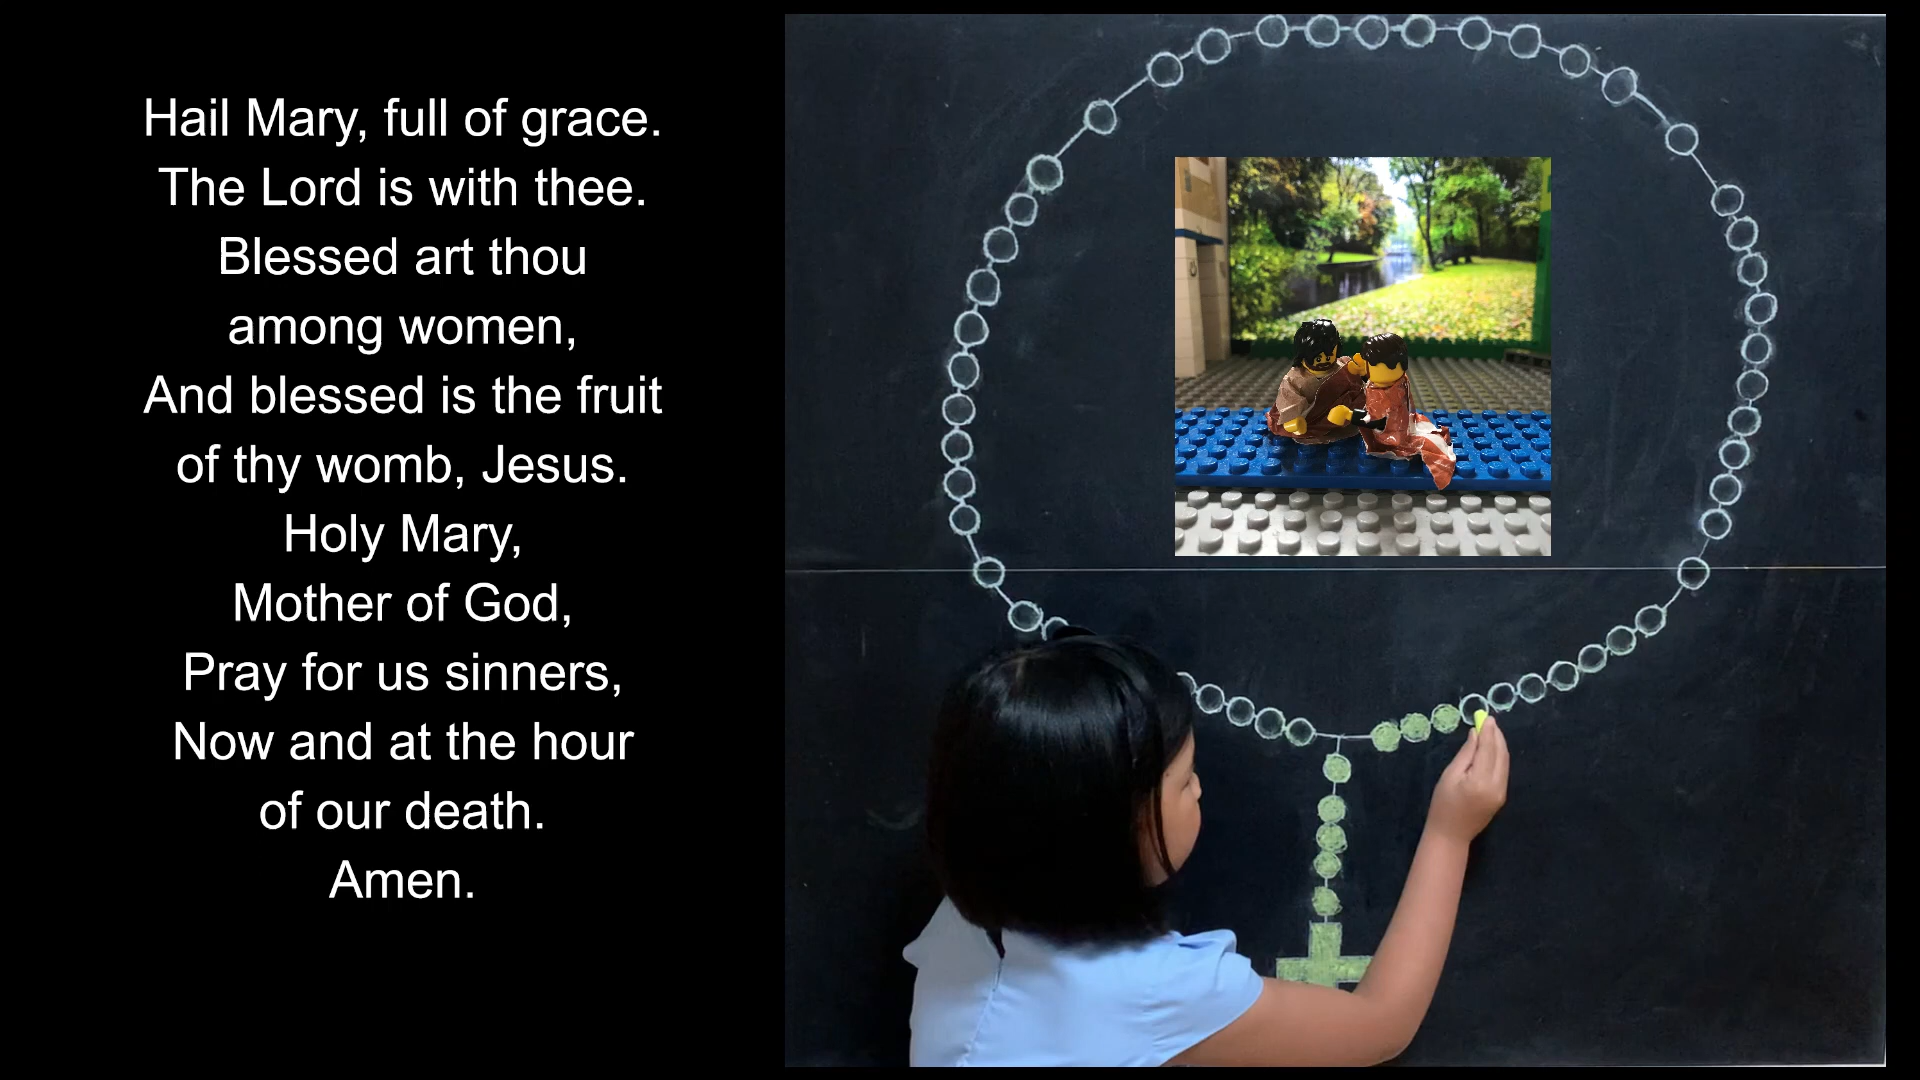 Hail Mary, full of grace.
The Lord is with thee.
Blessed art thou
among women,
And blessed is the fruit
of thy womb, Jesus.
Holy Mary,
Mother of God,
Pray for us sinners,
Now and at the hour
of our death.
Amen.